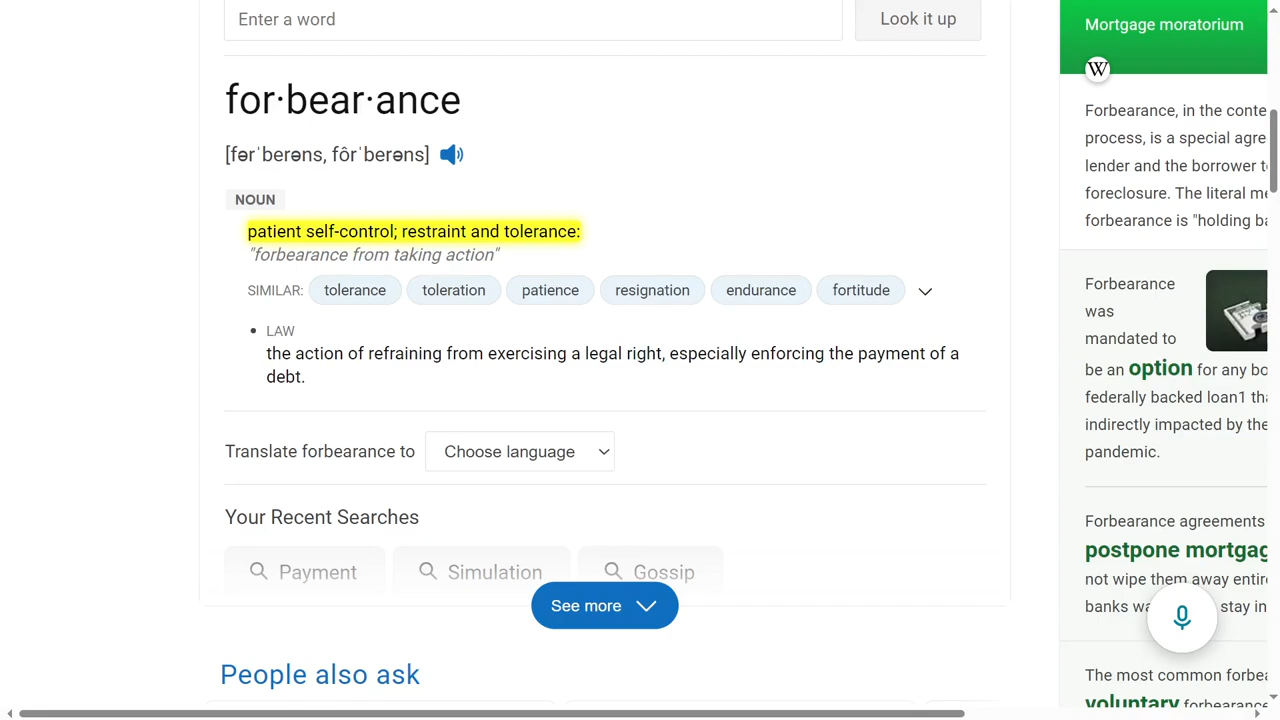 Enter a word
Look it up
for·bear·ance
[fərˈberəns, fôrˈberəns]
NOUN
patient self-control; restraint and tolerance:
"forbearance from taking action"
SIMILAR: tolerance toleration patience resignation endurance fortitude
• LAW
the action of refraining from exercising a legal right, especially enforcing the payment of a
debt.
Translate forbearance to Choose language
Your Recent Searches
Payment Simulation Gossip
See more
People also ask
Mortgage moratorium
W
Forbearance, in the conte
process, is a special agre
lender and the borrower t
foreclosure. The literal me
forbearance is "holding ba
Forbearance
was
mandated to
be an option for any bo
federally backed loan1 tha
indirectly impacted by the
pandemic.
Forbearance agreements
postpone mortgag
not wipe them away entire
banks wa stay in
The most common forbea
voluntary forbearance